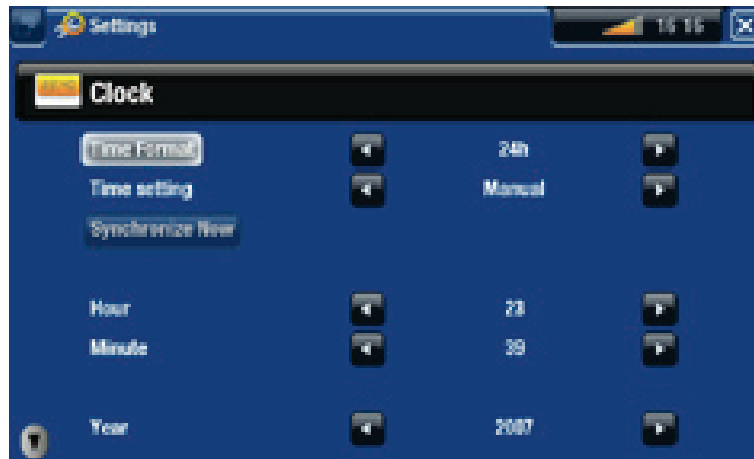 Settings 16 16
Clock
Time Format 24h
Time setting Manual
Synchronize Now
Hour 23
Minute 39
Year 2007